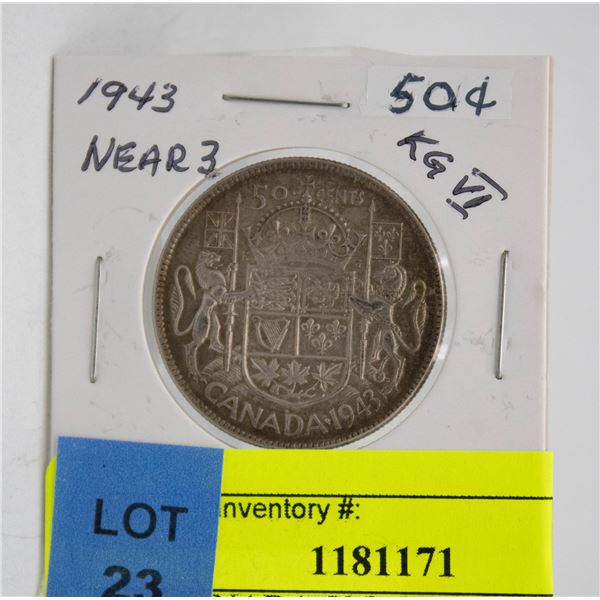 1943
50¢
NEAR 3
KG VI
50 CENTS
CANADA·1943
LOT
23
Inventory #:
1181171